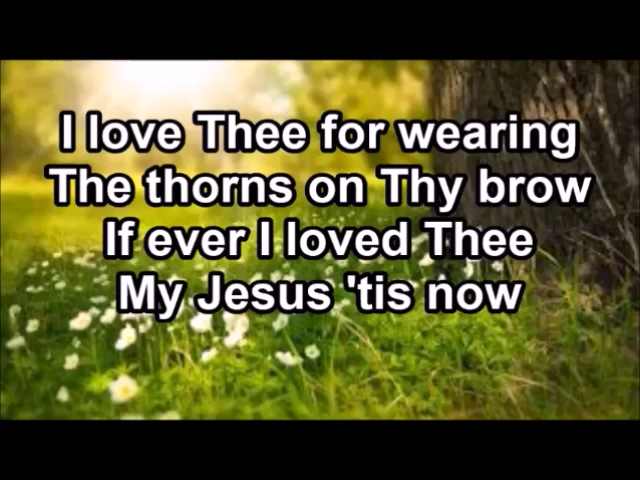 I love Thee for wearing
The thorns on Thy brow
If ever I loved Thee
My Jesus 'tis now